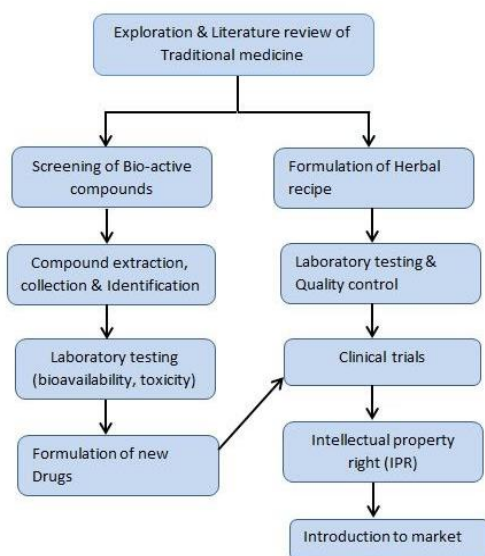 Exploration & Literature review of
Traditional medicine
Screening of Bio-active
compounds
Formulation of Herbal
recipe
Compound extraction,
collection & Identification
Laboratory testing &
Quality control
Laboratory testing
(bioavailability, toxicity)
Clinical trials
Formulation of new
Drugs
Intellectual property
right (IPR)
Introduction to market